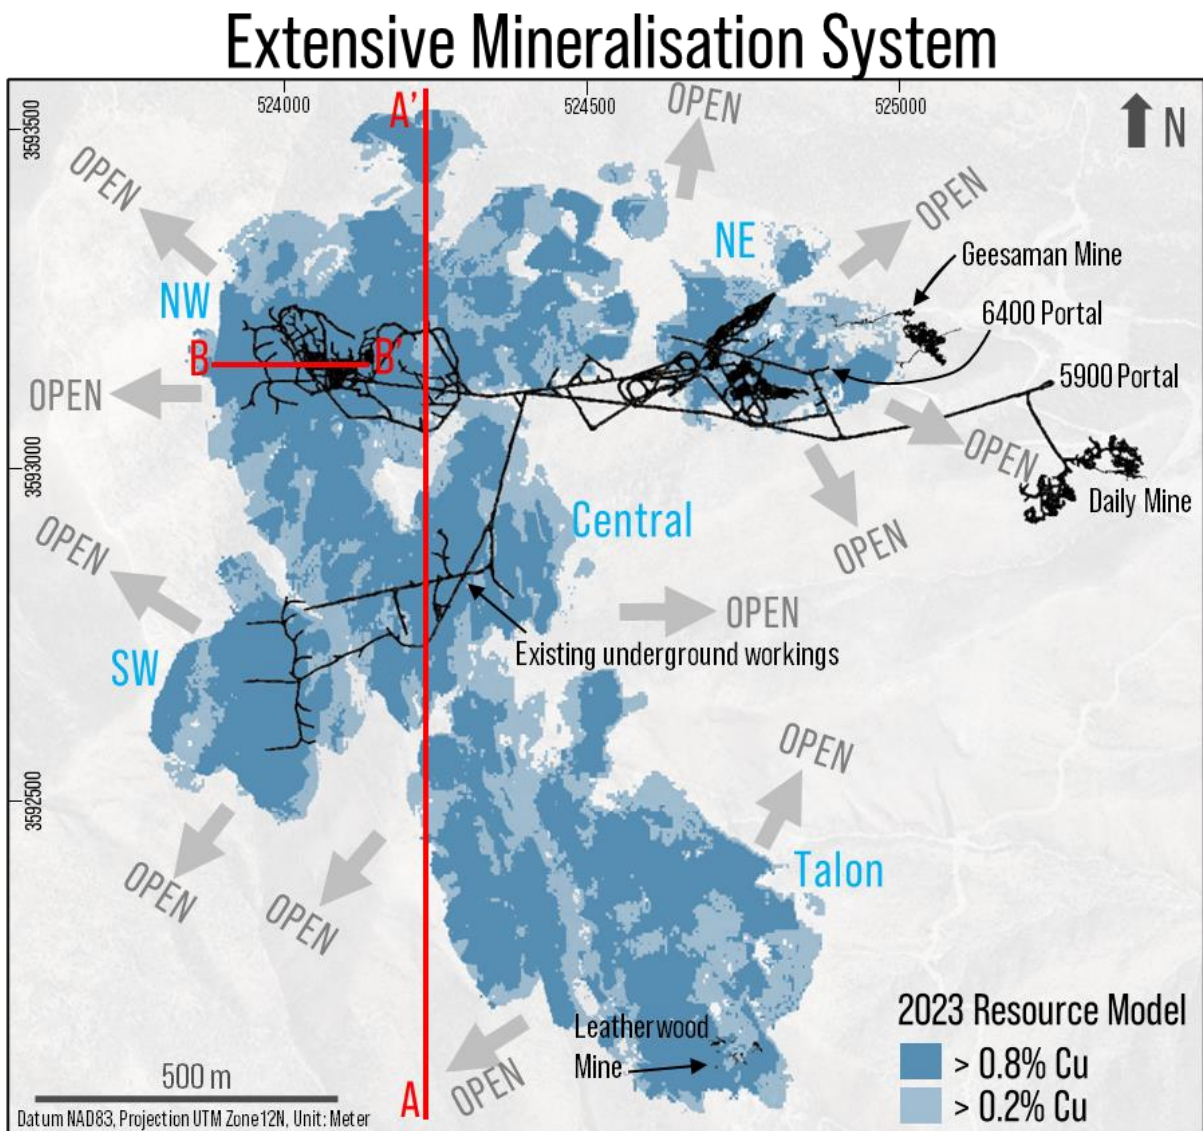 Extensive Mineralisation System
524000
524500
525000
A'
OPEN
N
3593500
OPEN
OPEN
NE
Geesaman Mine
NW
6400 Portal
B
B'
5900 Portal
OPEN
OPEN
3593000
Daily Mine
Central
OPEN
OPEN
OPEN
Existing underground workings
SW
OPEN
3592500
Talon
OPEN
OPEN
2023 Resource Model
Leatherwood
Mine
> 0.8% Cu
500 m
OPEN
A
> 0.2% Cu
Datum NAD83, Projection UTM Zone 12N, Unit: Meter